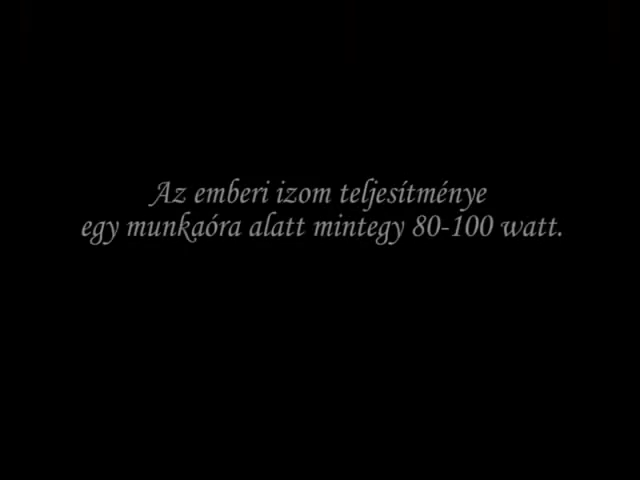 Az emberi izom teljesítménye
egy munkaóra alatt mintegy 80-100 watt.